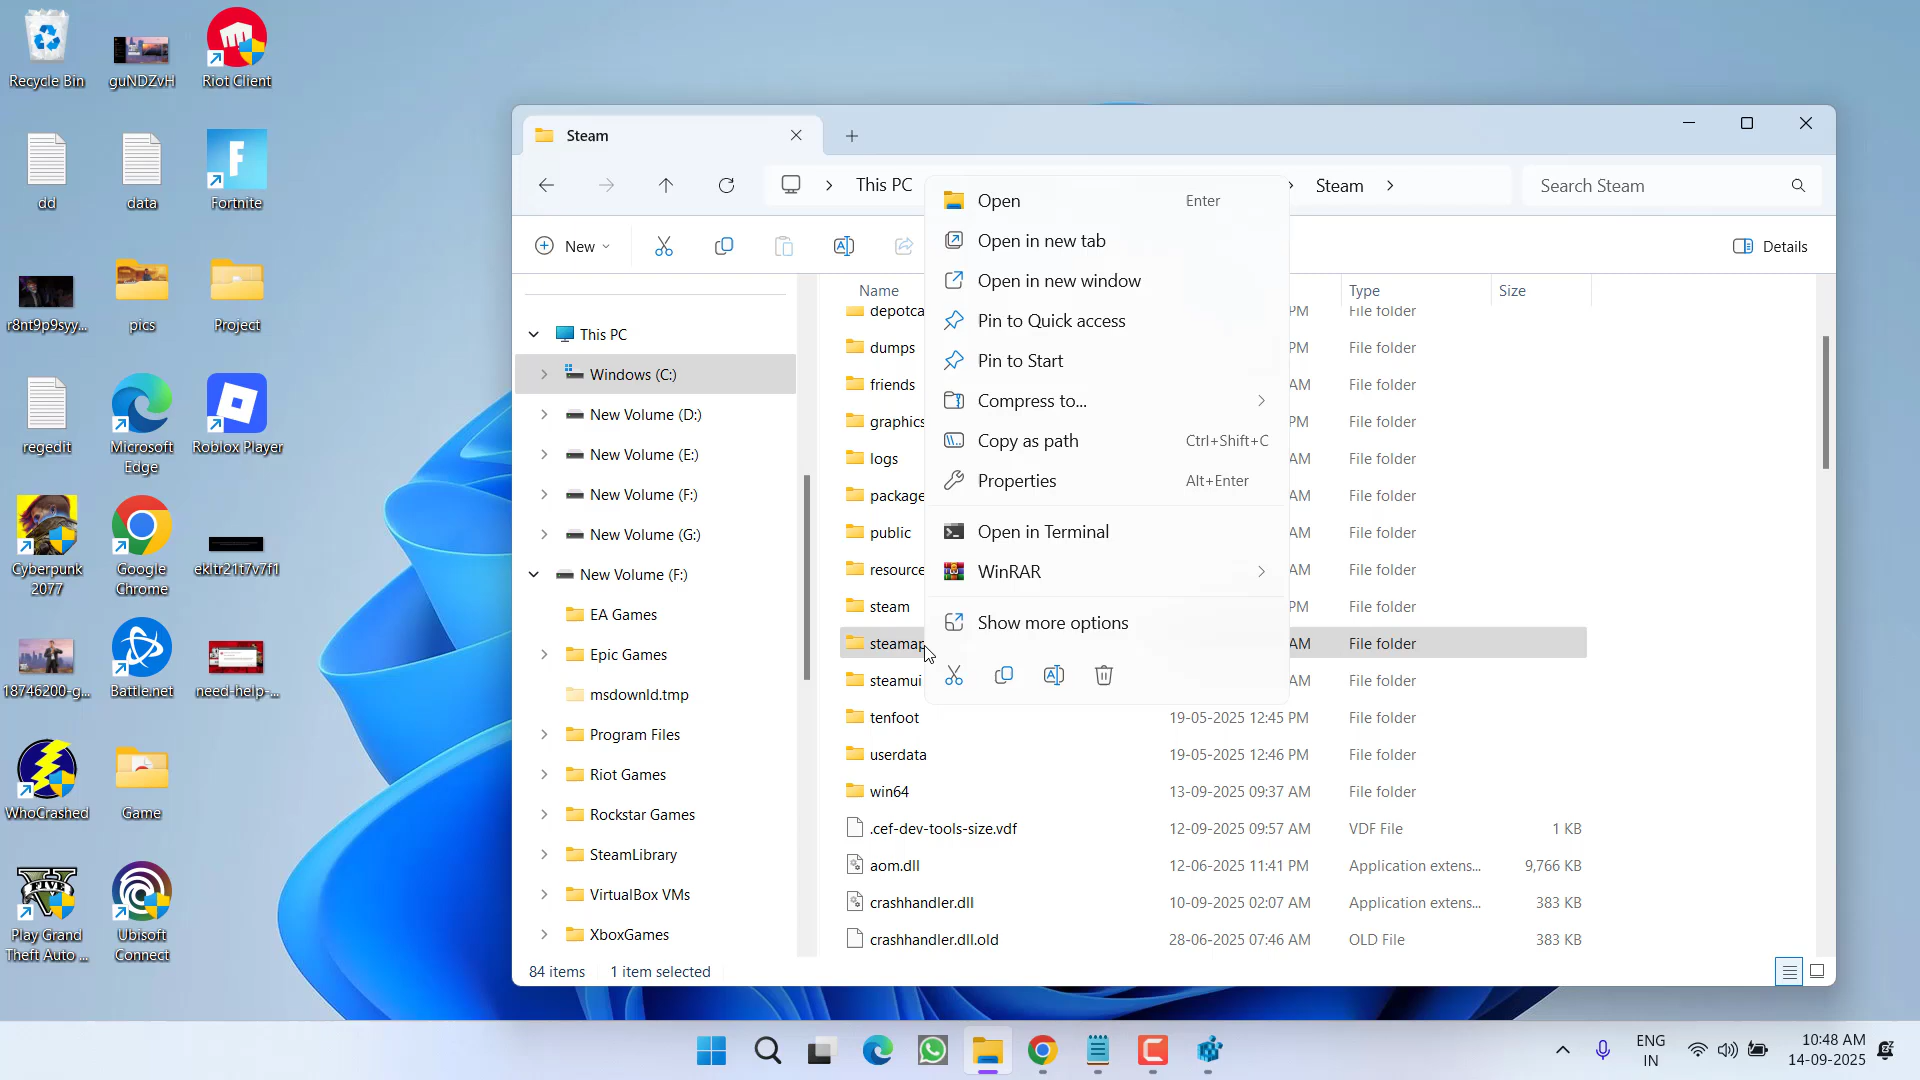 Recycle Bin
guNDZvH
Riot Client
dd
data
Fortnite
r8nt9p9syy...
pics
Project
regedit
Microsoft
Edge
Roblox Player
Cyberpunk
2077
Google
Chrome
ekltr21t7v7f1
18746200-g...
Battle.net
need-help-...
WhoCrashed
Game
FIVE
Play Grand
Theft Auto ...
Ubisoft
Connect
Steam
This PC
Steam
Search Steam
New
Details
This PC
Windows (C:)
New Volume (D:)
New Volume (E:)
New Volume (F:)
New Volume (G:)
New Volume (F:)
EA Games
Epic Games
msdownld.tmp
Program Files
Riot Games
Rockstar Games
SteamLibrary
VirtualBox VMs
XboxGames
Name Type Size
depotca PM File folder
dumps PM File folder
friends AM File folder
graphics AM File folder
logs AM File folder
package AM File folder
public AM File folder
resource AM File folder
steam PM File folder
steamap AM File folder
steamui AM File folder
tenfoot 19-05-2025 12:45 PM File folder
userdata 19-05-2025 12:46 PM File folder
win64 13-09-2025 09:37 AM File folder
.cef-dev-tools-size.vdf 12-09-2025 09:57 AM VDF File 1 KB
aom.dll 12-06-2025 11:41 PM Application extens... 9,766 KB
crashhandler.dll 10-09-2025 02:07 AM Application extens... 383 KB
crashhandler.dll.old 28-06-2025 07:46 AM OLD File 383 KB
Open Enter
Open in new tab
Open in new window
Pin to Quick access
Pin to Start
Compress to...
Copy as path Ctrl+Shift+C
Properties Alt+Enter
Open in Terminal
WinRAR
Show more options
84 items 1 item selected
ENG
IN
10:48 AM
14-09-2025